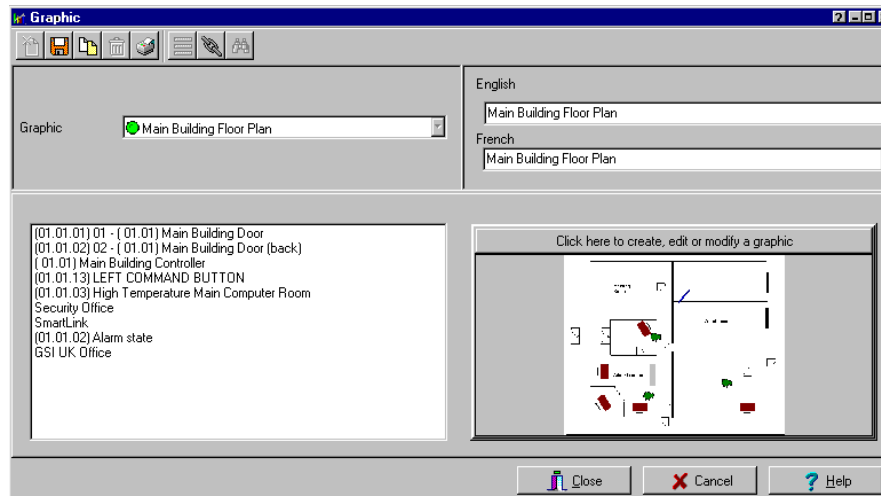 Graphic
English
Main Building Floor Plan
Graphic
Main Building Floor Plan
French
Main Building Floor Plan
(01.01.01) 01 - ( 01.01) Main Building Door
(01.01.02) 02 - ( 01.01) Main Building Door (back)
( 01.01) Main Building Controller
(01.01.13) LEFT COMMAND BUTTON
(01.01.03) High Temperature Main Computer Room
Security Office
SmartLink
(01.01.02) Alarm state
GSI UK Office
Click here to create, edit or modify a graphic
Close
Cancel
Help